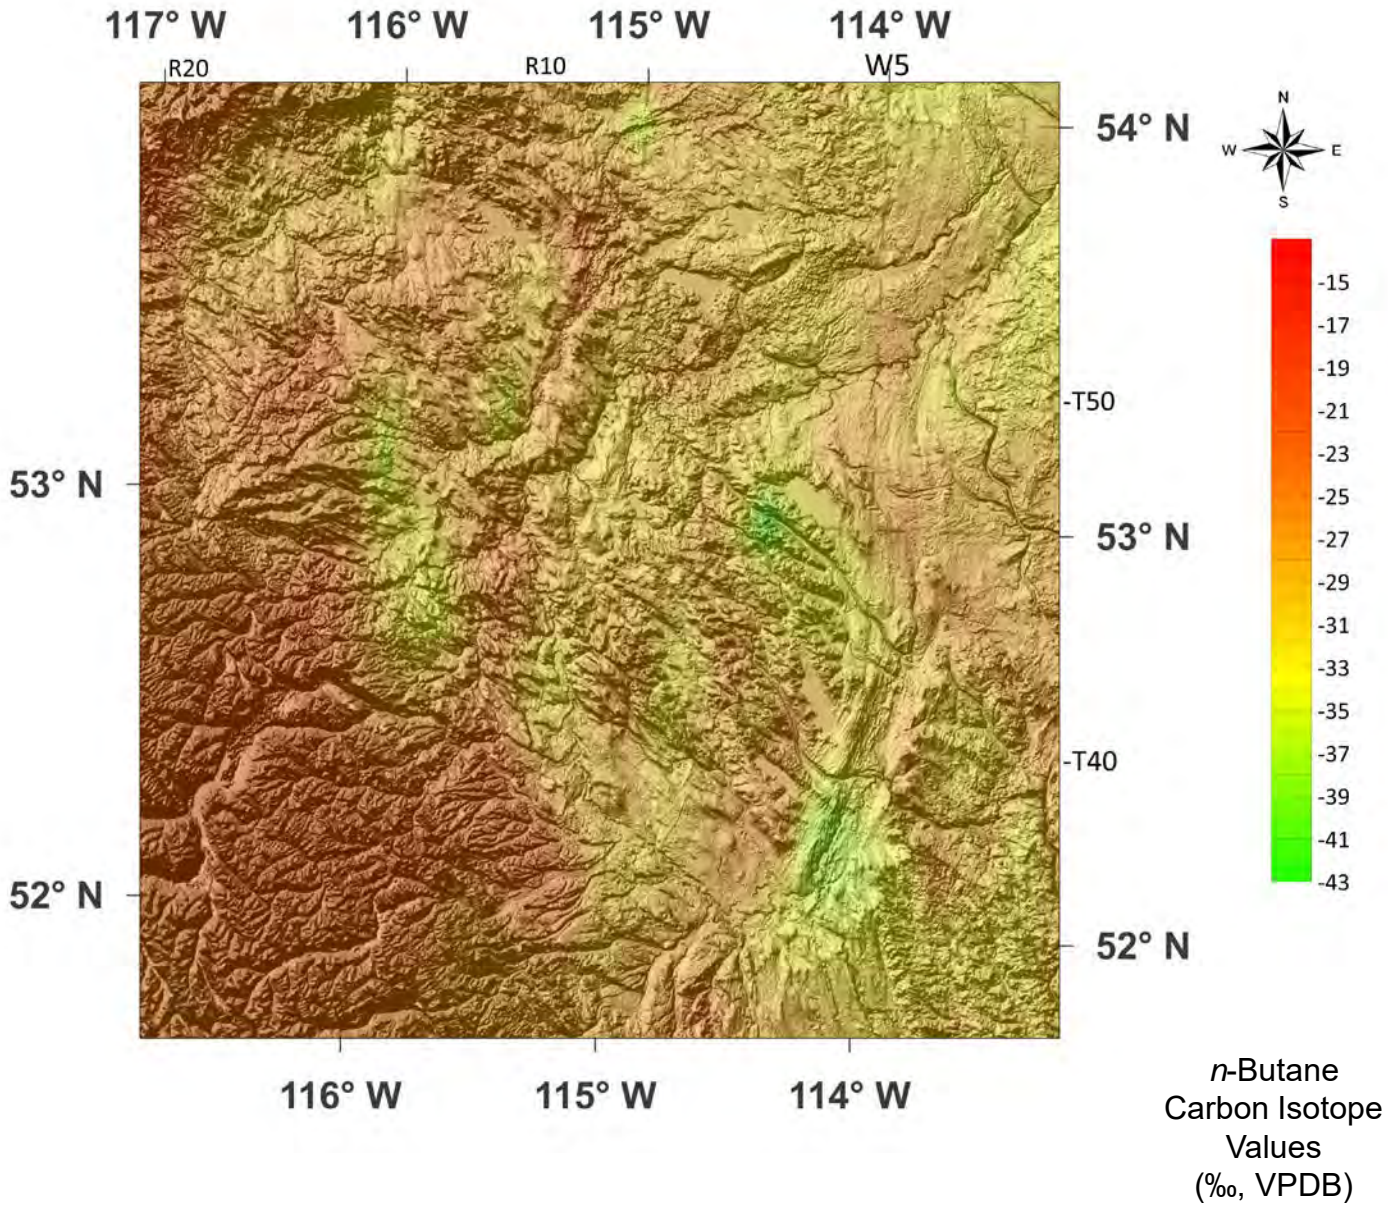 117° W 116° W 115° W 114° W
R20 R10 W5
54° N
N
W E
S
-15
-17
-19
-21
-23
-25
-27
-29
-31
-33
-35
-37
-39
-41
-43
-T50
53° N
53° N
-T40
52° N
52° N
116° W 115° W 114° W
n-Butane
Carbon Isotope
Values
(‰, VPDB)